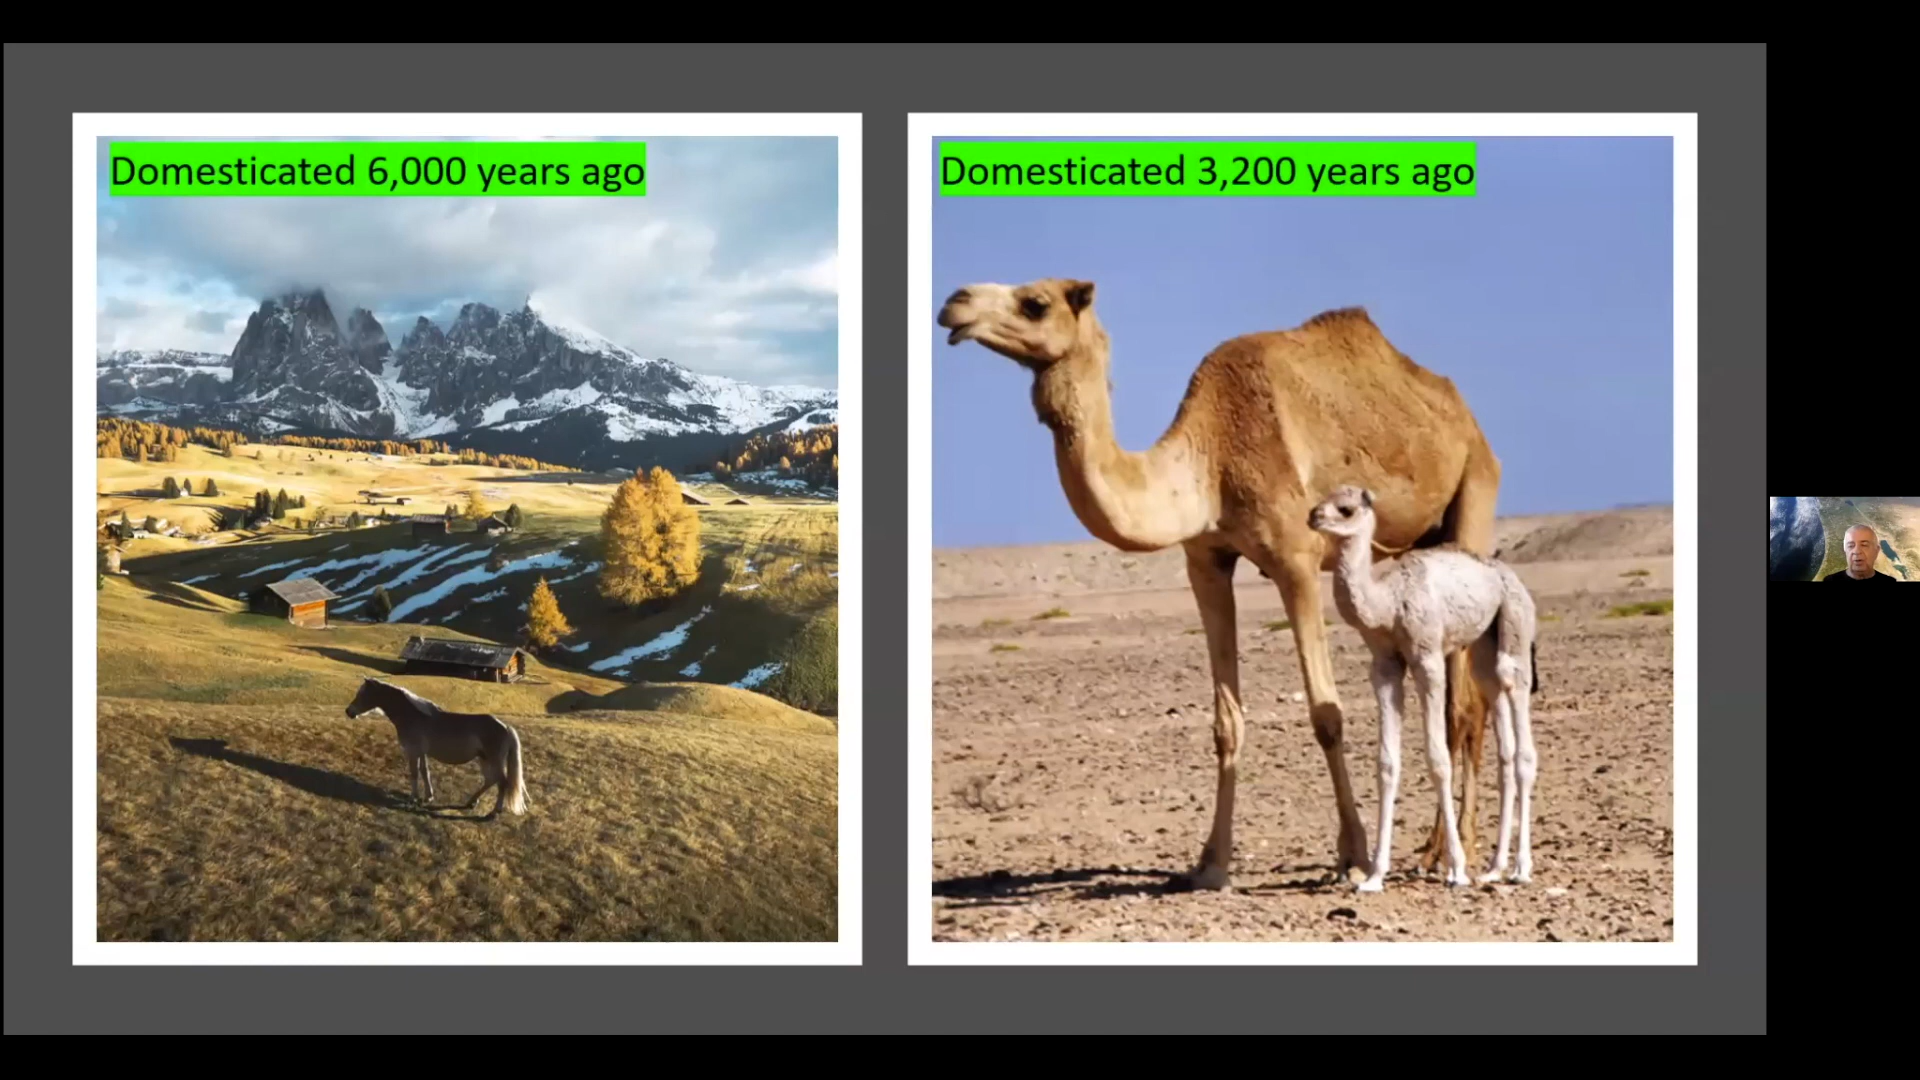 Domesticated 6,000 years ago
Domesticated 3,200 years ago